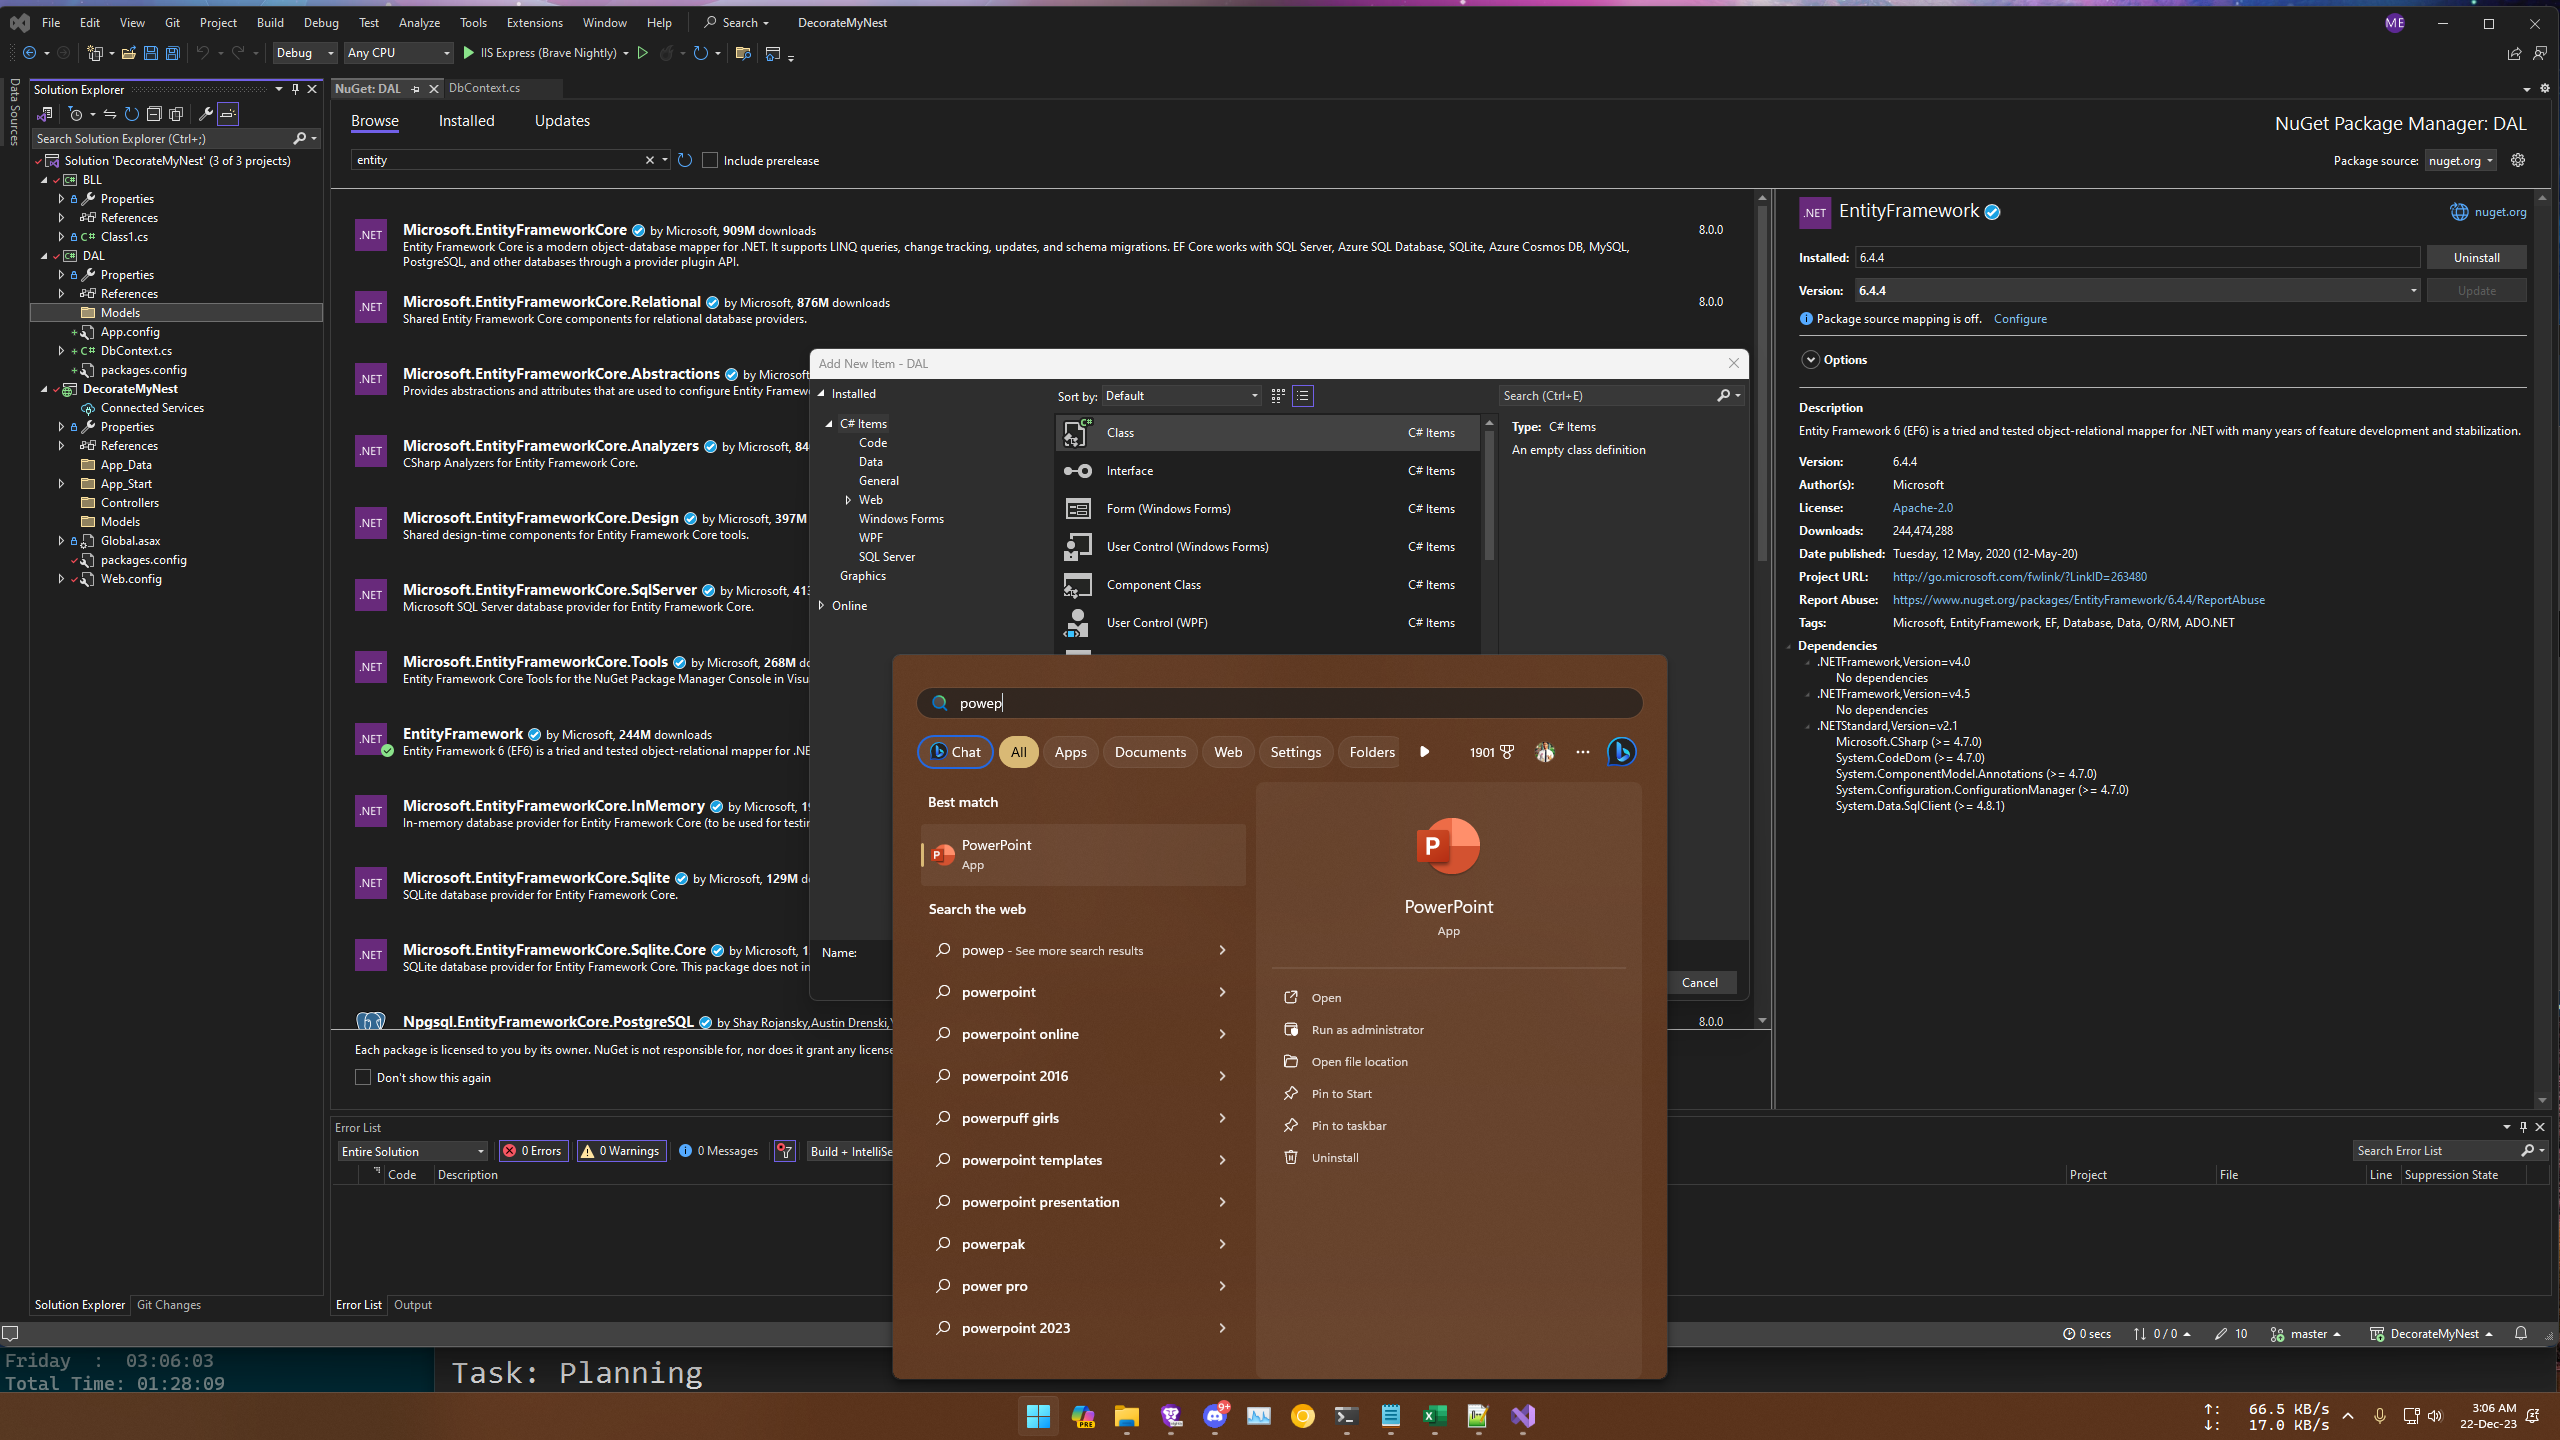 File Edit View Git Project Build Debug Test Analyze Tools Extensions Window Help Search DecorateMyNest ME
Debug Any CPU IIS Express (Brave Nightly)
Data Sources
Solution Explorer
Search Solution Explorer (Ctrl+;)
Solution 'DecorateMyNest' (3 of 3 projects)
BLL
Properties
References
C# Class1.cs
DAL
Properties
References
Models
App.config
C# DbContext.cs
packages.config
DecorateMyNest
Connected Services
Properties
References
App_Data
App_Start
Controllers
Models
Global.asax
packages.config
Web.config
Solution Explorer Git Changes
NuGet: DAL DbContext.cs
Browse Installed Updates
NuGet Package Manager: DAL
entity Include prerelease
Package source: nuget.org
.NET Microsoft.EntityFrameworkCore by Microsoft, 909M downloads 8.0.0
Entity Framework Core is a modern object-database mapper for .NET. It supports LINQ queries, change tracking, updates, and schema migrations. EF Core works with SQL Server, Azure SQL Database, SQLite, Azure Cosmos DB, MySQL,
PostgreSQL, and other databases through a provider plugin API.
.NET Microsoft.EntityFrameworkCore.Relational by Microsoft, 876M downloads 8.0.0
Shared Entity Framework Core components for relational database providers.
.NET Microsoft.EntityFrameworkCore.Abstractions by Microsoft
Provides abstractions and attributes that are used to configure Entity Framew
.NET Microsoft.EntityFrameworkCore.Analyzers by Microsoft, 84
CSharp Analyzers for Entity Framework Core.
.NET Microsoft.EntityFrameworkCore.Design by Microsoft, 397M
Shared design-time components for Entity Framework Core tools.
.NET Microsoft.EntityFrameworkCore.SqlServer by Microsoft, 413
Microsoft SQL Server database provider for Entity Framework Core.
.NET Microsoft.EntityFrameworkCore.Tools by Microsoft, 268M do
Entity Framework Core Tools for the NuGet Package Manager Console in Visu
.NET EntityFramework by Microsoft, 244M downloads
Entity Framework 6 (EF6) is a tried and tested object-relational mapper for .NE
.NET Microsoft.EntityFrameworkCore.InMemory by Microsoft, 19
In-memory database provider for Entity Framework Core (to be used for testin
.NET Microsoft.EntityFrameworkCore.Sqlite by Microsoft, 129M d
SQLite database provider for Entity Framework Core.
.NET Microsoft.EntityFrameworkCore.Sqlite.Core by Microsoft, 1
SQLite database provider for Entity Framework Core. This package does not in
Npgsql.EntityFrameworkCore.PostgreSQL by Shay Rojansky,Austin Drenski, 8.0.0
Each package is licensed to you by its owner. NuGet is not responsible for, nor does it grant any license
Don't show this again
.NET EntityFramework nuget.org
Installed: 6.4.4 Uninstall
Version: 6.4.4 Update
Package source mapping is off. Configure
Options
Description
Entity Framework 6 (EF6) is a tried and tested object-relational mapper for .NET with many years of feature development and stabilization.
Version: 6.4.4
Author(s): Microsoft
License: Apache-2.0
Downloads: 244,474,288
Date published: Tuesday, 12 May, 2020 (12-May-20)
Project URL: http://go.microsoft.com/fwlink/?LinkID=263480
Report Abuse: https://www.nuget.org/packages/EntityFramework/6.4.4/ReportAbuse
Tags: Microsoft, EntityFramework, EF, Database, Data, O/RM, ADO.NET
Dependencies
.NETFramework,Version=v4.0
No dependencies
.NETFramework,Version=v4.5
No dependencies
.NETStandard,Version=v2.1
Microsoft.CSharp (>= 4.7.0)
System.CodeDom (>= 4.7.0)
System.ComponentModel.Annotations (>= 4.7.0)
System.Configuration.ConfigurationManager (>= 4.7.0)
System.Data.SqlClient (>= 4.8.1)
Add New Item - DAL
Installed
C# Items
Code
Data
General
Web
Windows Forms
WPF
SQL Server
Graphics
Online
Sort by: Default
Class C# Items
Interface C# Items
Form (Windows Forms) C# Items
User Control (Windows Forms) C# Items
Component Class C# Items
User Control (WPF) C# Items
Search (Ctrl+E)
Type: C# Items
An empty class definition
Name:
Cancel
powep
Chat All Apps Documents Web Settings Folders 1901
Best match
PowerPoint
App
Search the web
powep - See more search results
powerpoint
powerpoint online
powerpoint 2016
powerpuff girls
powerpoint templates
powerpoint presentation
powerpak
power pro
powerpoint 2023
PowerPoint
App
Open
Run as administrator
Open file location
Pin to Start
Pin to taskbar
Uninstall
Error List
Entire Solution 0 Errors 0 Warnings 0 Messages Build + IntelliSe
Search Error List
Code Description Project File Line Suppression State
Error List Output
0 secs 0 / 0 10 master DecorateMyNest
Friday : 03:06:03
Total Time: 01:28:09
Task: Planning
PRE
9+
66.5 KB/s
17.0 KB/s
3:06 AM
22-Dec-23